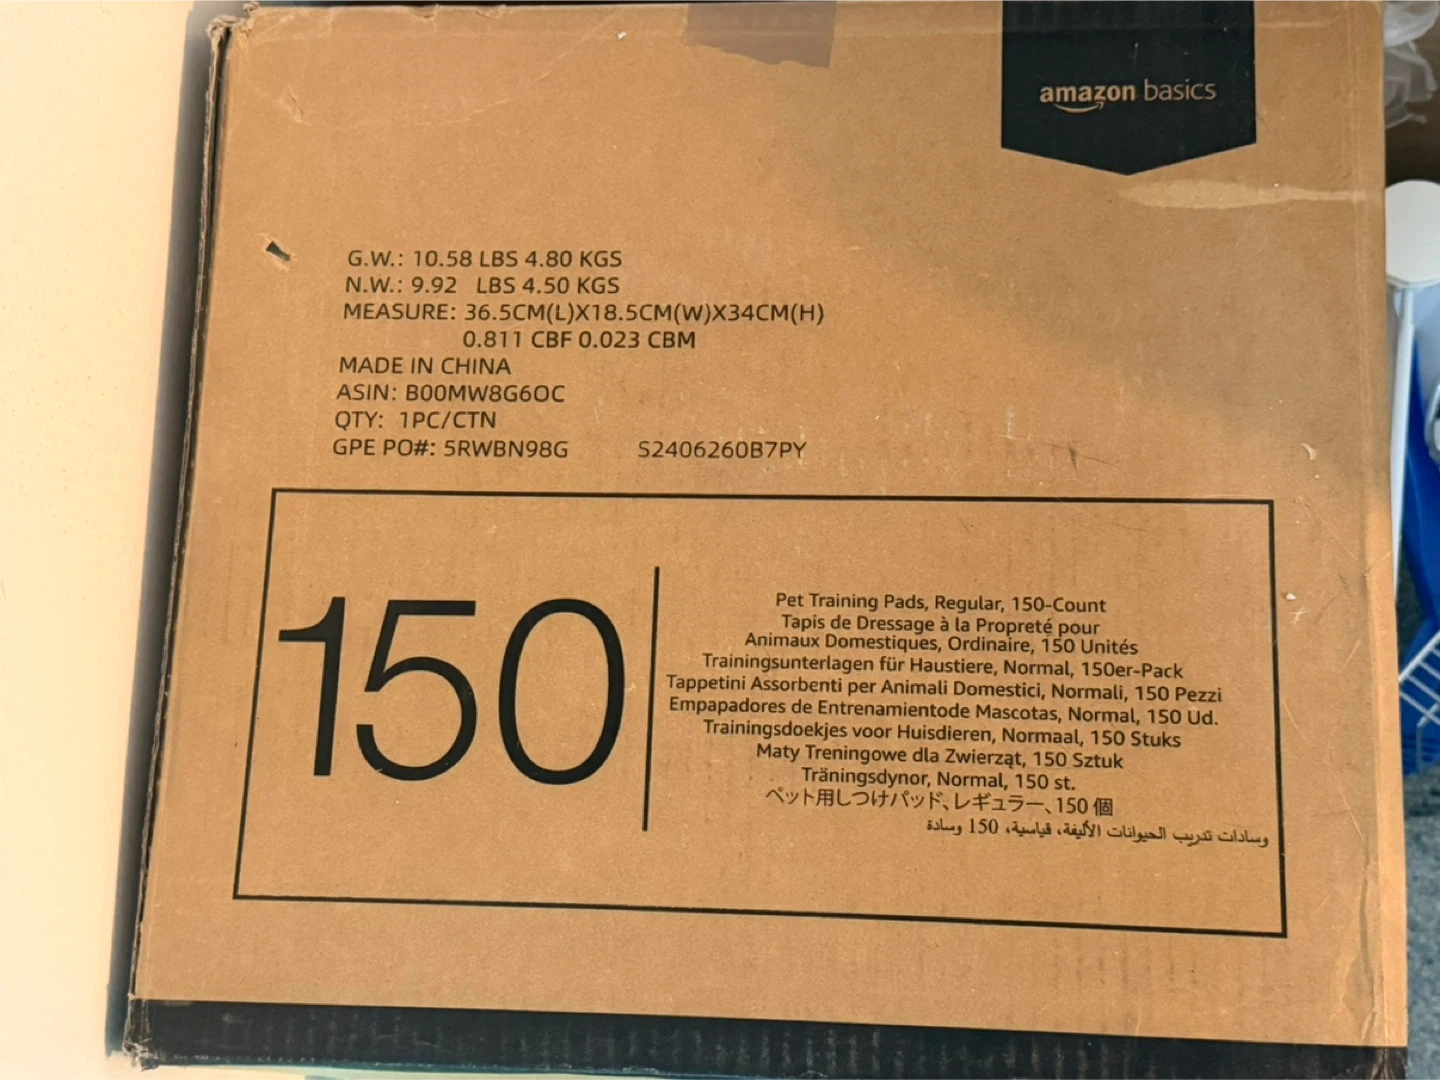 amazon basics
G.W.: 10.58 LBS 4.80 KGS
N.W.: 9.92 LBS 4.50 KGS
MEASURE: 36.5CM(L)X18.5CM(W)X34CM(H)
0.811 CBF 0.023 CBM
MADE IN CHINA
ASIN: B00MW8G6OC
QTY: 1PC/CTN
GPE PO#: 5RWBN98G S2406260B7PY
150
Pet Training Pads, Regular, 150-Count
Tapis de Dressage à la Propreté pour
Animaux Domestiques, Ordinaire, 150 Unités
Trainingsunterlagen für Haustiere, Normal, 150er-Pack
Tappetini Assorbenti per Animali Domestici, Normali, 150 Pezzi
Empapadores de Entrenamientode Mascotas, Normal, 150 Ud.
Trainingsdoekjes voor Huisdieren, Normaal, 150 Stuks
Maty Treningowe dla Zwierząt, 150 Sztuk
Träningsdynor, Normal, 150 st.
ペット用しつけパッド、レギュラー、150 個
وسادات تدريب الحيوانات الأليفة، قياسية، 150 وسادة